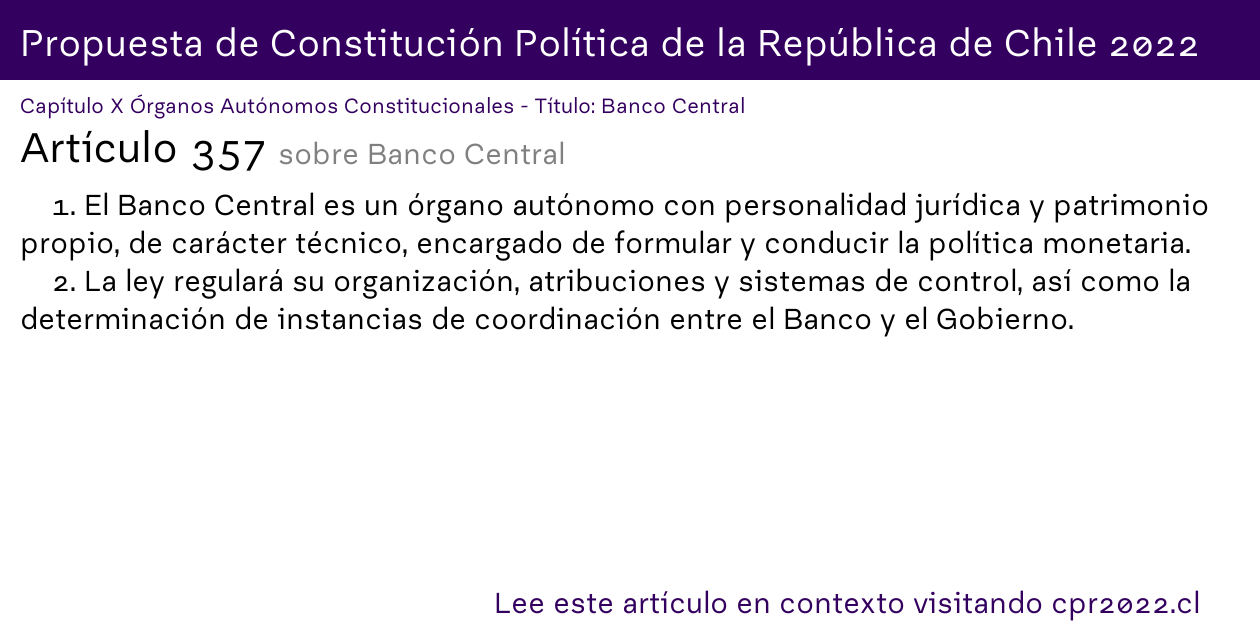 Propuesta de Constitución Política de la República de Chile 2022
Capítulo X Órganos Autónomos Constitucionales - Título: Banco Central
Artículo 357 sobre Banco Central
1. El Banco Central es un órgano autónomo con personalidad jurídica y patrimonio
propio, de carácter técnico, encargado de formular y conducir la política monetaria.
2. La ley regulará su organización, atribuciones y sistemas de control, así como la
determinación de instancias de coordinación entre el Banco y el Gobierno.
Lee este artículo en contexto visitando cpr2022.cl